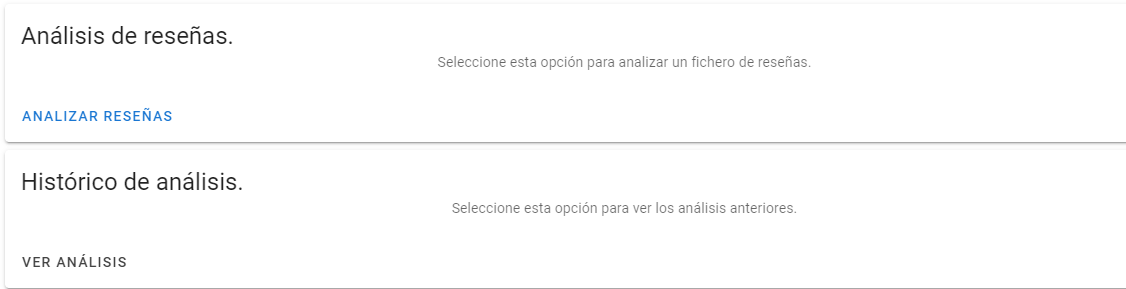 Análisis de reseñas.
Seleccione esta opción para analizar un fichero de reseñas.
ANALIZAR RESEÑAS
Histórico de análisis.
Seleccione esta opción para ver los análisis anteriores.
VER ANÁLISIS